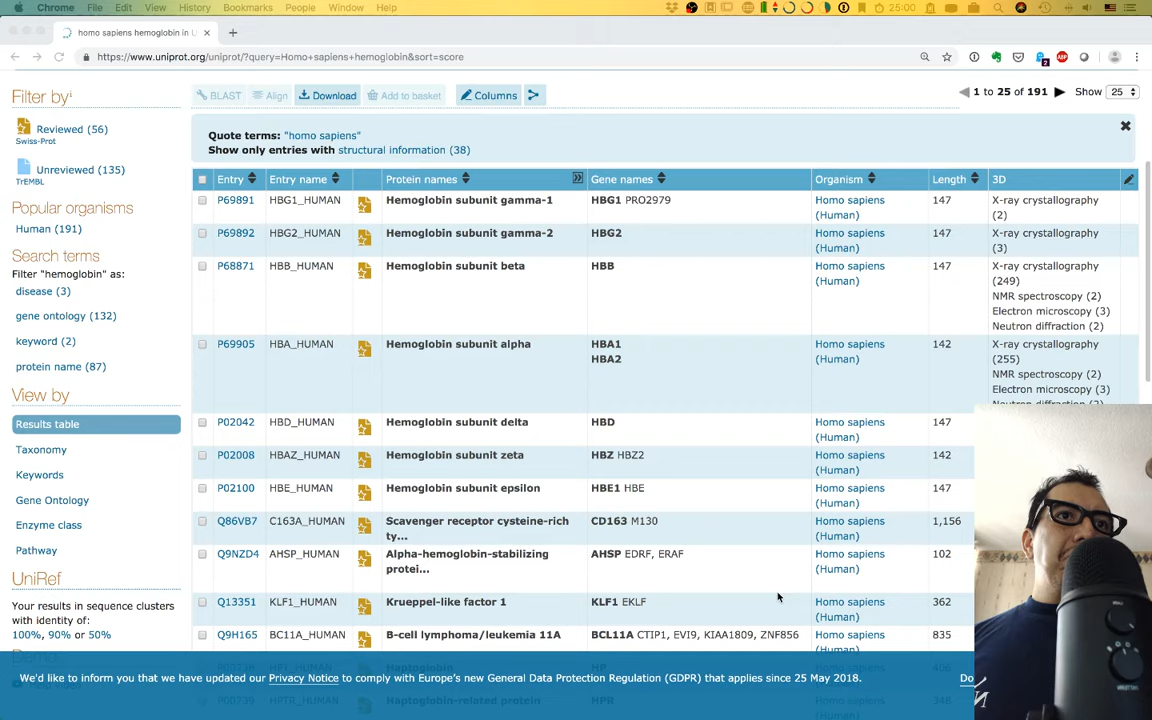 Chrome File Edit View History Bookmarks People Window Help
25:00
homo sapiens hemoglobin in U
https://www.uniprot.org/uniprot/?query=Homo+sapiens+hemoglobin&sort=score
2
ABP
Filter by
BLAST Align Download Add to basket Columns
1 to 25 of 191 Show 25
Reviewed (56)
Swiss-Prot
Unreviewed (135)
TrEMBL
Popular organisms
Human (191)
Search terms
Filter "hemoglobin" as:
disease (3)
gene ontology (132)
keyword (2)
protein name (87)
View by
Results table
Taxonomy
Keywords
Gene Ontology
Enzyme class
Pathway
UniRef
Your results in sequence clusters
with identity of:
100%, 90% or 50%
Quote terms: "homo sapiens"
Show only entries with structural information (38)
Entry Entry name Protein names Gene names Organism Length 3D
P69891 HBG1_HUMAN Hemoglobin subunit gamma-1 HBG1 PRO2979 Homo sapiens 147 X-ray crystallography
(Human) (2)
P69892 HBG2_HUMAN Hemoglobin subunit gamma-2 HBG2 Homo sapiens 147 X-ray crystallography
(Human) (3)
P68871 HBB_HUMAN Hemoglobin subunit beta HBB Homo sapiens 147 X-ray crystallography
(Human) (249)
NMR spectroscopy (2)
Electron microscopy (3)
Neutron diffraction (2)
P69905 HBA_HUMAN Hemoglobin subunit alpha HBA1 Homo sapiens 142 X-ray crystallography
HBA2 (Human) (255)
NMR spectroscopy (2)
Electron microscopy (3)
P02042 HBD_HUMAN Hemoglobin subunit delta HBD Homo sapiens 147
(Human)
P02008 HBAZ_HUMAN Hemoglobin subunit zeta HBZ HBZ2 Homo sapiens 142
(Human)
P02100 HBE_HUMAN Hemoglobin subunit epsilon HBE1 HBE Homo sapiens 147
(Human)
Q86VB7 C163A_HUMAN Scavenger receptor cysteine-rich CD163 M130 Homo sapiens 1,156
ty... (Human)
Q9NZD4 AHSP_HUMAN Alpha-hemoglobin-stabilizing AHSP EDRF, ERAF Homo sapiens 102
protei... (Human)
Q13351 KLF1_HUMAN Krueppel-like factor 1 KLF1 EKLF Homo sapiens 362
(Human)
Q9H165 BC11A_HUMAN B-cell lymphoma/leukemia 11A BCL11A CTIP1, EVI9, KIAA1809, ZNF856 Homo sapiens 835
(Human)
P00738 HPT_HUMAN Haptoglobin HP Homo sapiens 406
We'd like to inform you that we have updated our Privacy Notice to comply with Europe's new General Data Protection Regulation (GDPR) that applies since 25 May 2018. Do
P00739 HPTR_HUMAN Haptoglobin-related protein HPR Homo sapiens 348